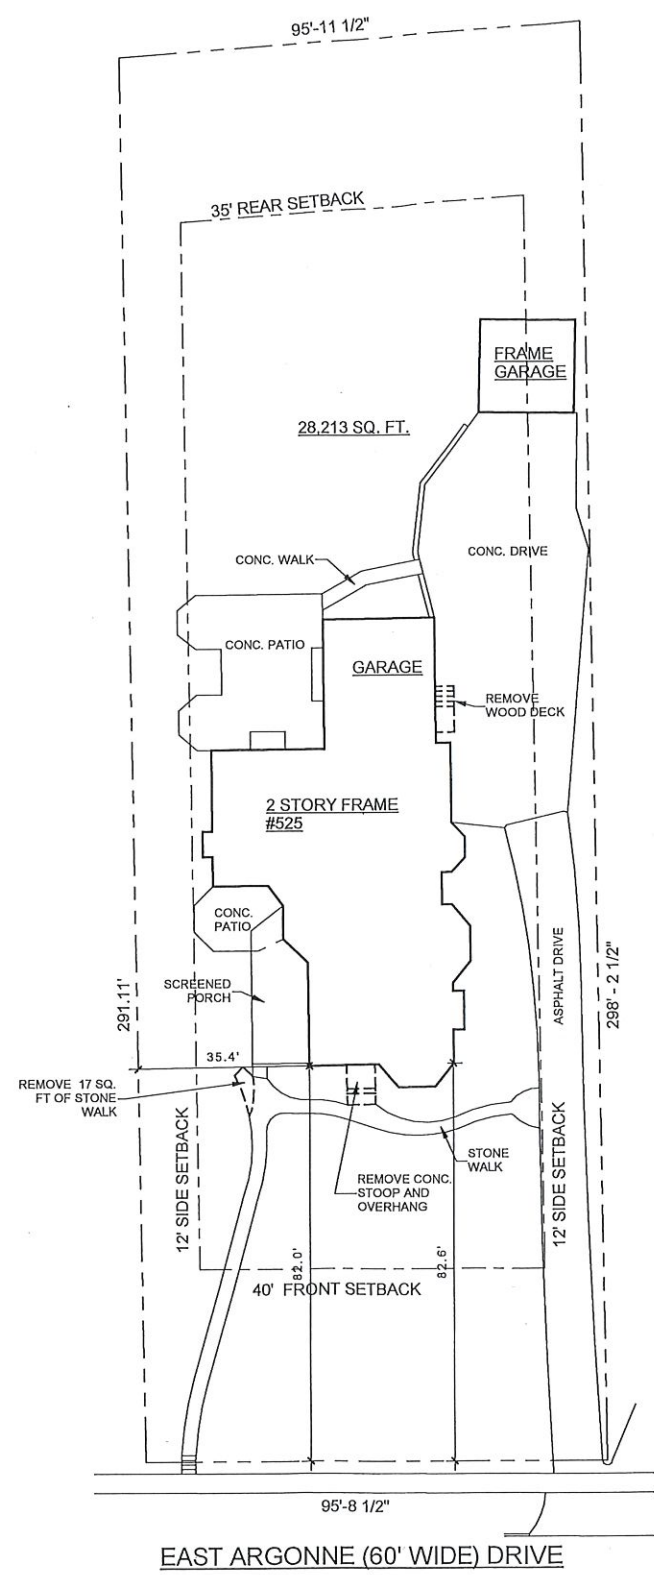 95'-11 1/2"
35' REAR SETBACK
FRAME
GARAGE
28,213 SQ. FT.
CONC. WALK
CONC. DRIVE
CONC. PATIO
GARAGE
REMOVE
WOOD DECK
2 STORY FRAME
#525
CONC.
PATIO
SCREENED
PORCH
ASPHALT DRIVE
298' - 2 1/2"
291.11'
35.4'
REMOVE 17 SQ.
FT OF STONE
WALK
STONE
WALK
REMOVE CONC.
STOOP AND
OVERHANG
12' SIDE SETBACK
12' SIDE SETBACK
82.0'
82.6'
40' FRONT SETBACK
95'-8 1/2"
EAST ARGONNE (60' WIDE) DRIVE